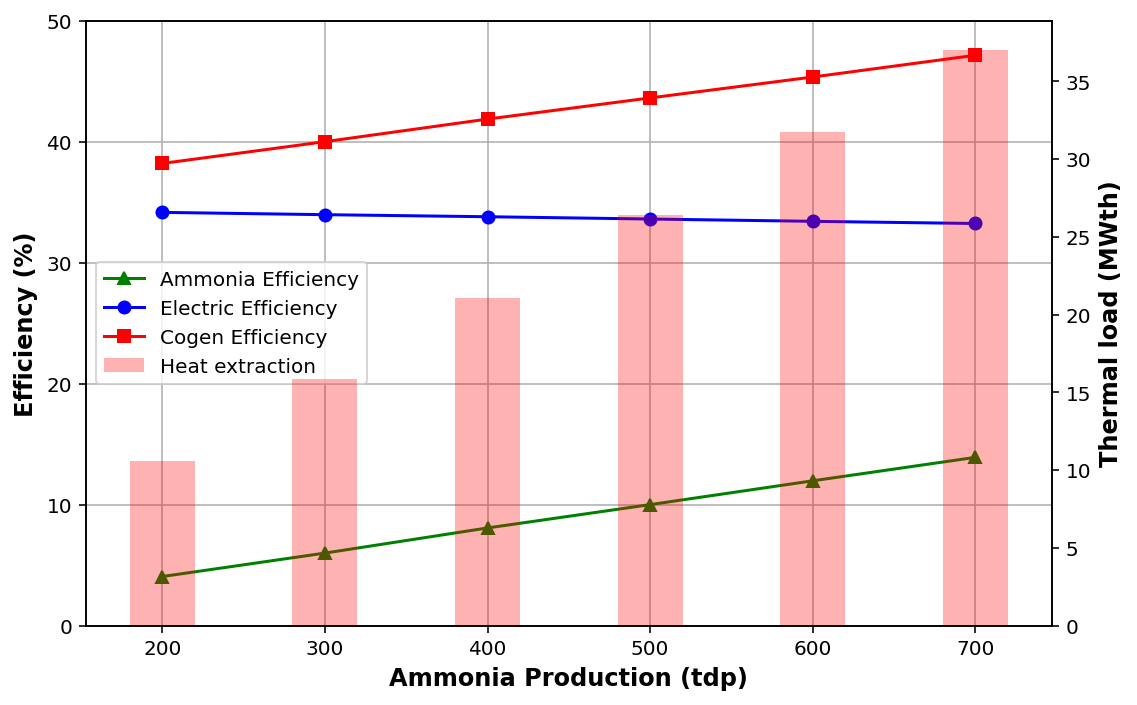 50
40
30
20
10
0
Efficiency (%)
Ammonia Efficiency
Electric Efficiency
Cogen Efficiency
Heat extraction
35
30
25
20
15
10
5
0
Thermal load (MWth)
200 300 400 500 600 700
Ammonia Production (tdp)